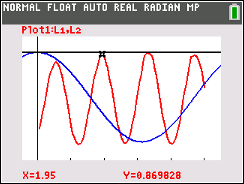 NORMAL FLOAT AUTO REAL RADIAN MP
Plot1:L1,L2
X=1.95 Y=0.869828